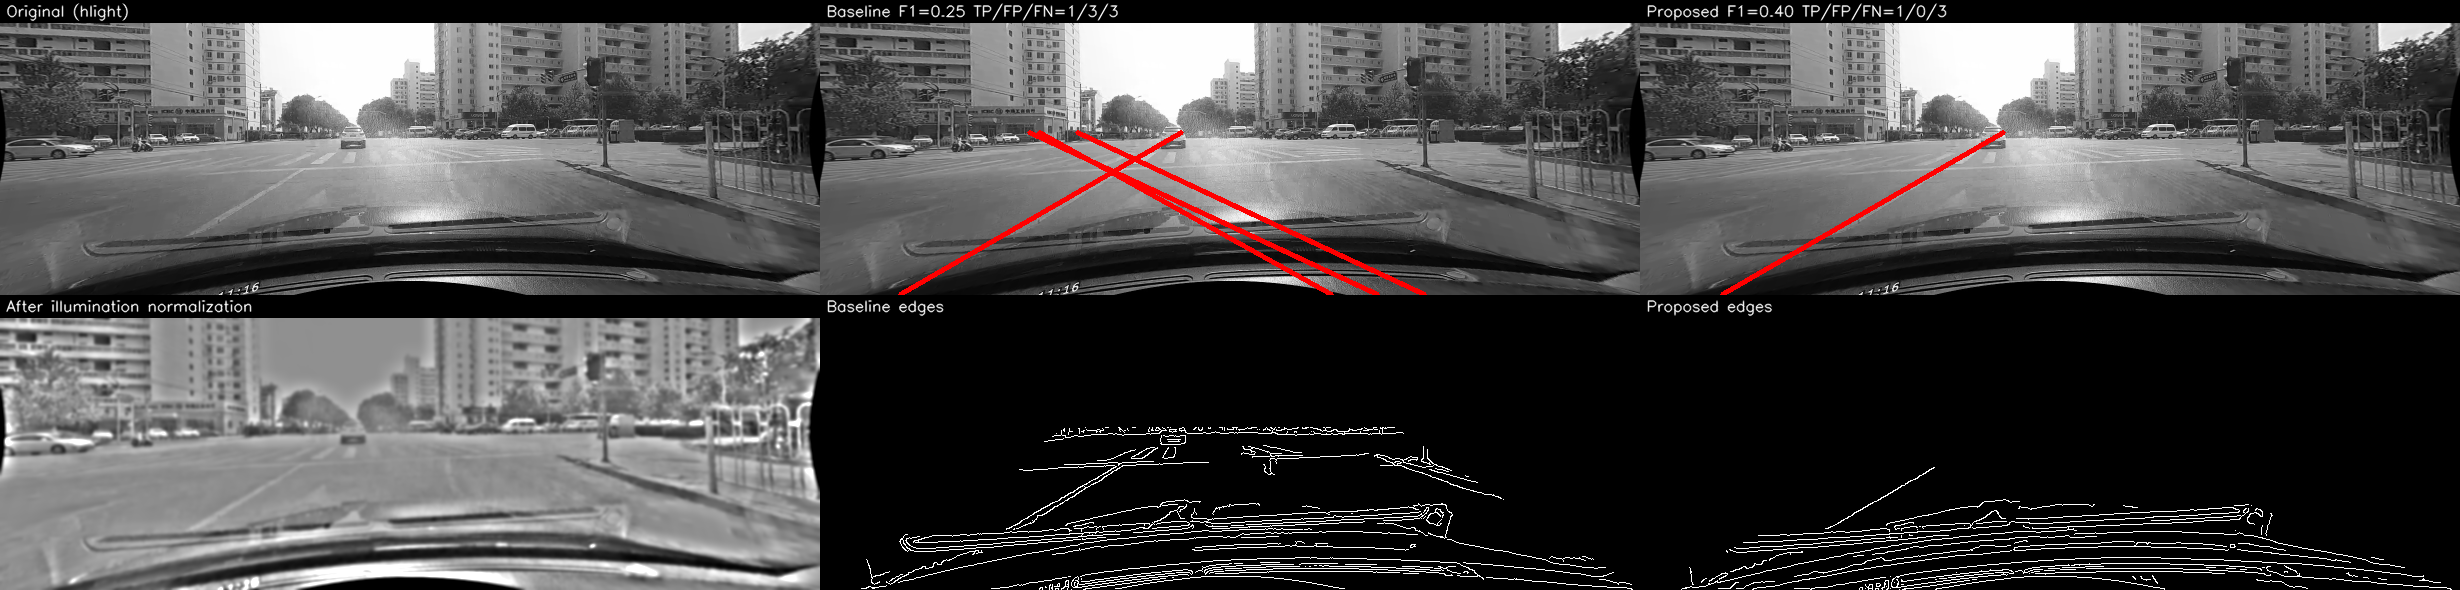 Original (hlight)
Baseline F1=0.25 TP/FP/FN=1/3/3
Proposed F1=0.40 TP/FP/FN=1/0/3
After illumination normalization
Baseline edges
Proposed edges